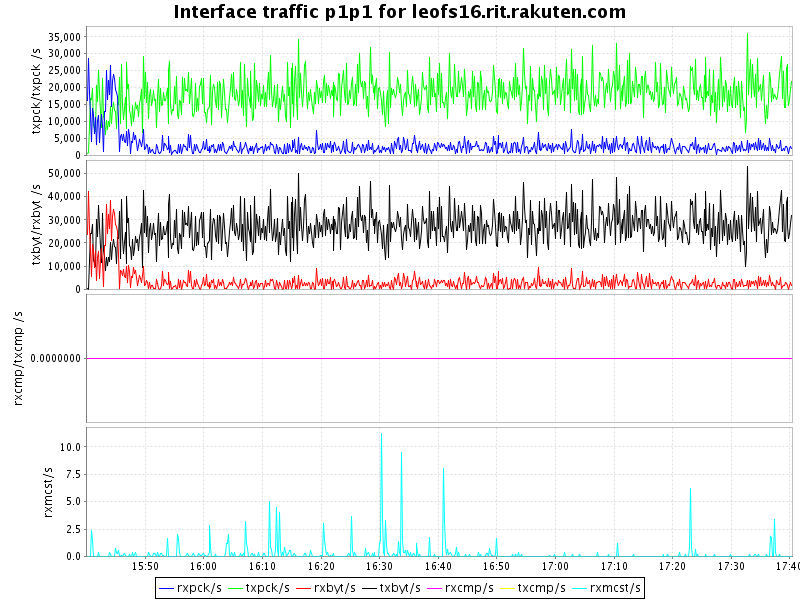 Interface traffic p1p1 for leofs16.rit.rakuten.com
txpck/txpck /s
35,000
30,000
25,000
20,000
15,000
10,000
5,000
0
txbyt/rxbyt /s
50,000
40,000
30,000
20,000
10,000
0
rxcmp/txcmp /s
0.0000000
rxmcst/s
10.0
7.5
5.0
2.5
0.0
15:50 16:00 16:10 16:20 16:30 16:40 16:50 17:00 17:10 17:20 17:30 17:40
rxpck/s txpck/s rxbyt/s txbyt/s rxcmp/s txcmp/s rxmcst/s